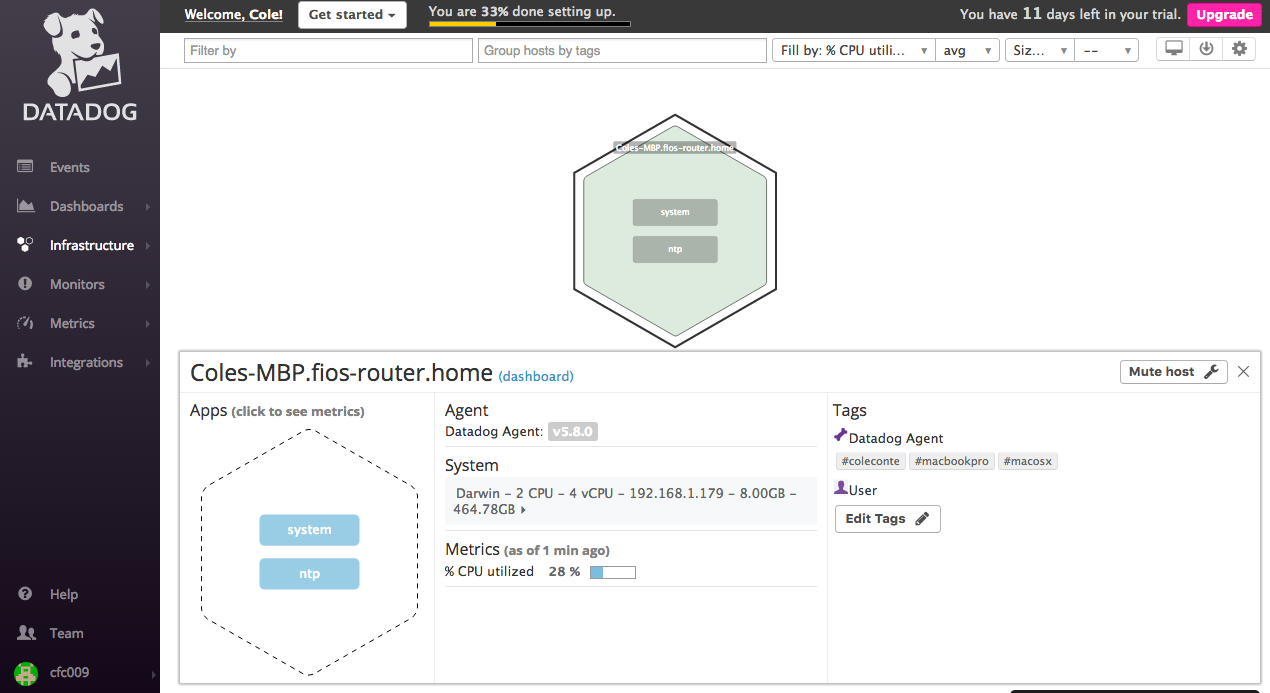 DATADOG
Events
Dashboards
Infrastructure
Monitors
Metrics
Integrations
Help
Team
cfc009
Welcome, Cole!
Get started
You are 33% done setting up.
You have 11 days left in your trial.
Upgrade
Filter by
Group hosts by tags
Fill by: % CPU utili...
avg
Siz...
--
Coles-MBP.fios-router.home
system
ntp
Coles-MBP.fios-router.home (dashboard)
Mute host
Apps (click to see metrics)
system
ntp
Agent
Datadog Agent: v5.8.0
System
Darwin – 2 CPU – 4 vCPU – 192.168.1.179 – 8.00GB –
464.78GB
Metrics (as of 1 min ago)
% CPU utilized 28 %
Tags
Datadog Agent
#coleconte #macbookpro #macosx
User
Edit Tags